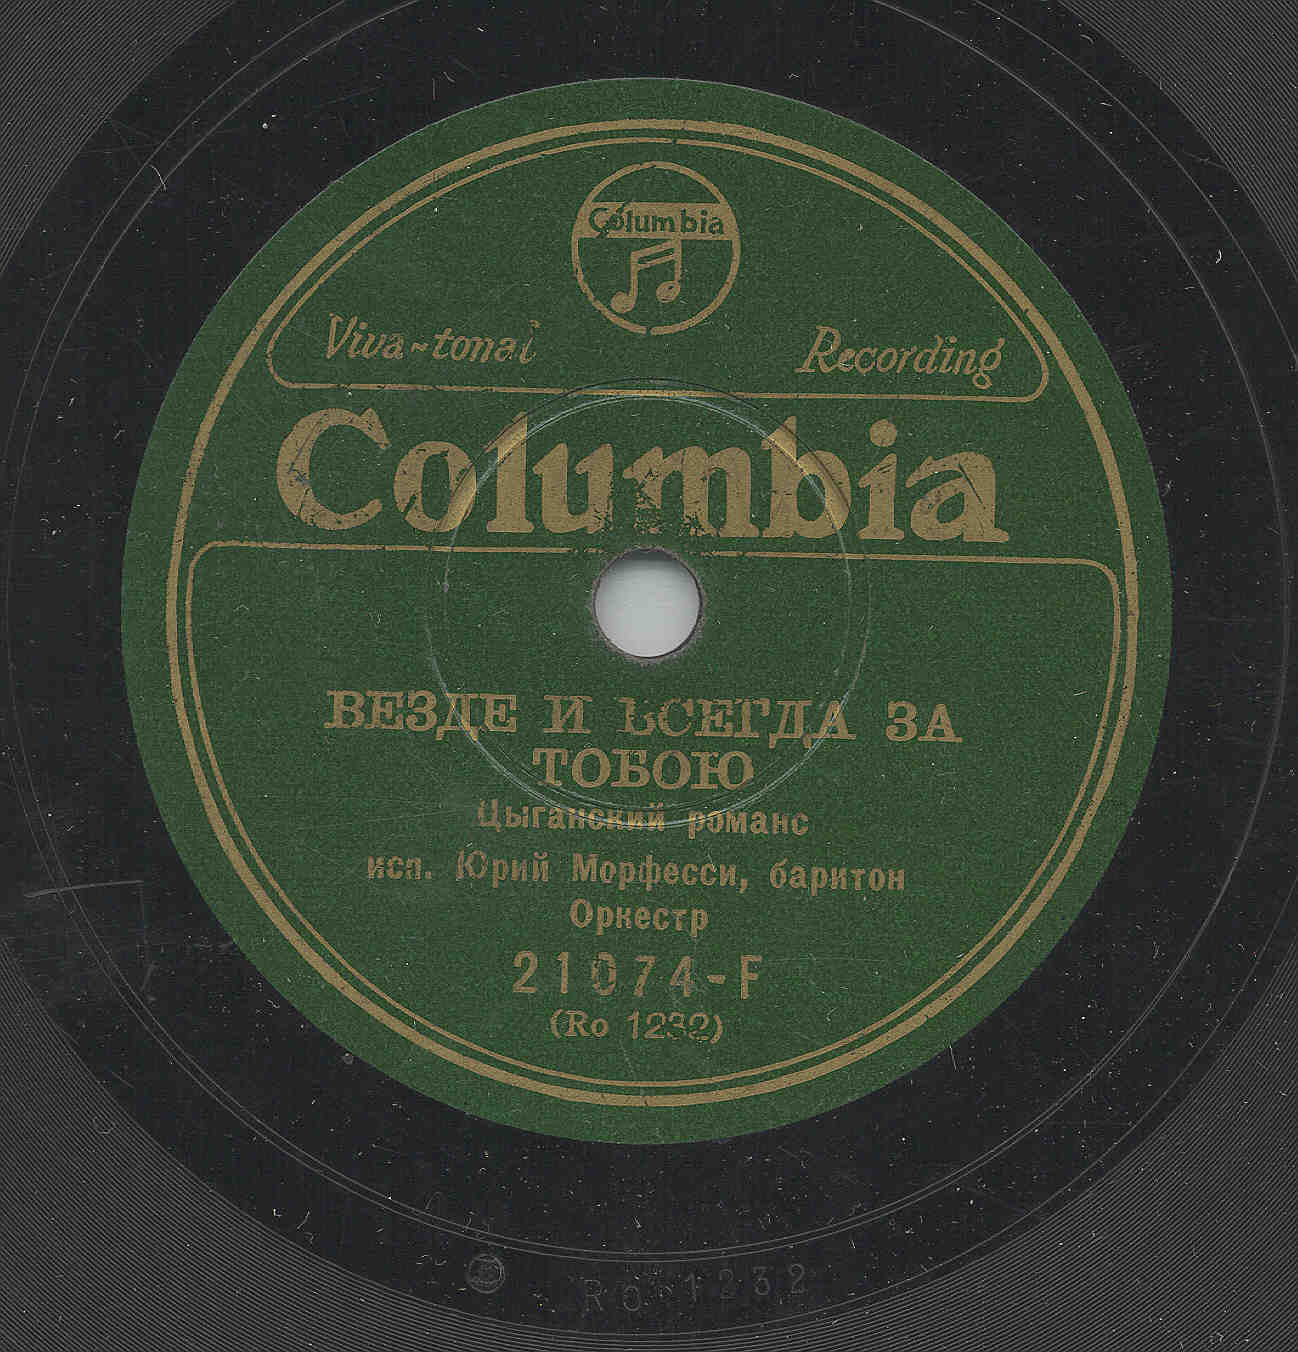 Columbia
Viva-tonal Recording
Columbia
ВЕЗДЕ И ВСЕГДА ЗА
ТОБОЮ
Цыганский романс
исп. Юрий Морфесси, баритон
Оркестр
21074-F
(Ro 1232)
Ro 1232